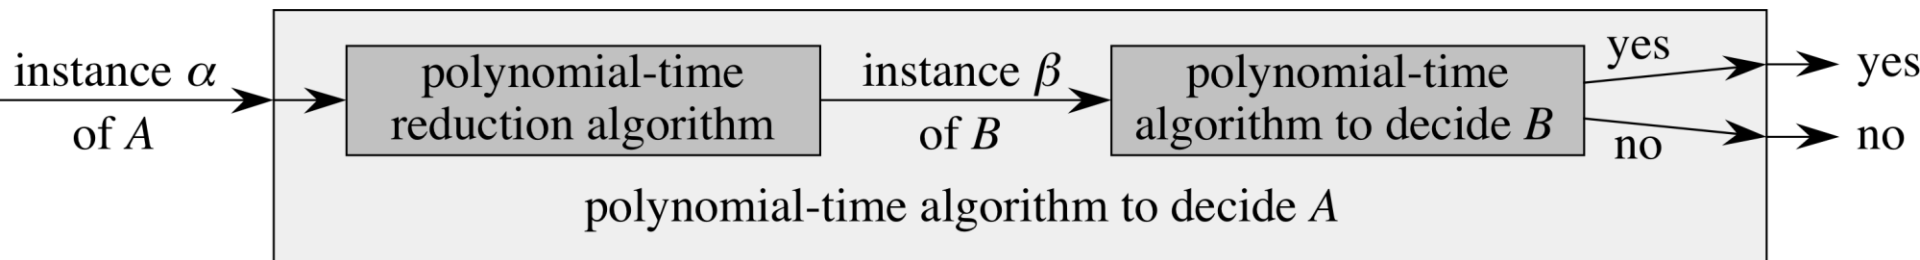 instance α
of A
polynomial-time
reduction algorithm
instance β
of B
polynomial-time
algorithm to decide B
yes
no
yes
no
polynomial-time algorithm to decide A